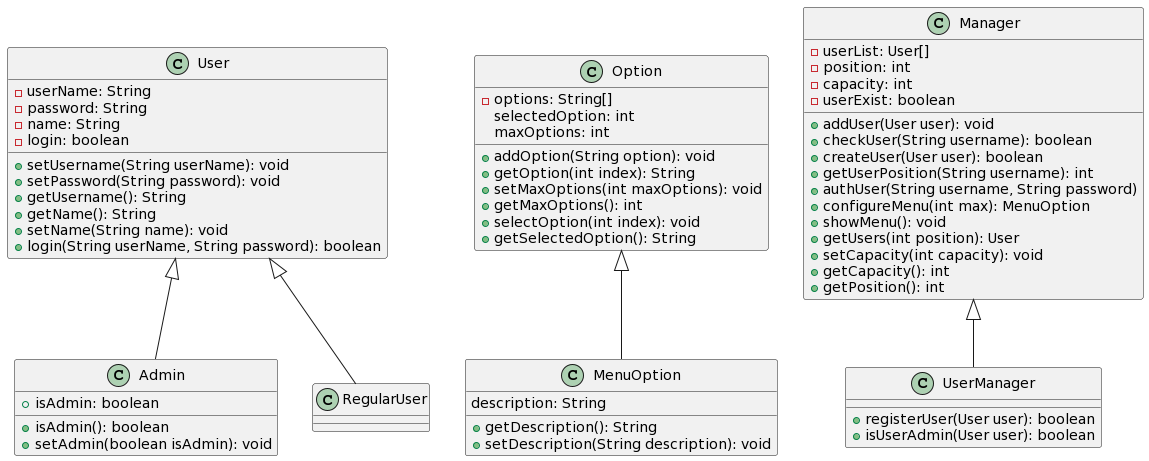 C User
userName: String
password: String
name: String
login: boolean
setUsername(String userName): void
setPassword(String password): void
getUsername(): String
getName(): String
setName(String name): void
login(String userName, String password): boolean
C Option
options: String[]
selectedOption: int
maxOptions: int
addOption(String option): void
getOption(int index): String
setMaxOptions(int maxOptions): void
getMaxOptions(): int
selectOption(int index): void
getSelectedOption(): String
C Manager
userList: User[]
position: int
capacity: int
userExist: boolean
addUser(User user): void
checkUser(String username): boolean
createUser(User user): boolean
getUserPosition(String username): int
authUser(String username, String password)
configureMenu(int max): MenuOption
showMenu(): void
getUsers(int position): User
setCapacity(int capacity): void
getCapacity(): int
getPosition(): int
C Admin
isAdmin: boolean
isAdmin(): boolean
setAdmin(boolean isAdmin): void
C RegularUser
C MenuOption
description: String
getDescription(): String
setDescription(String description): void
C UserManager
registerUser(User user): boolean
isUserAdmin(User user): boolean